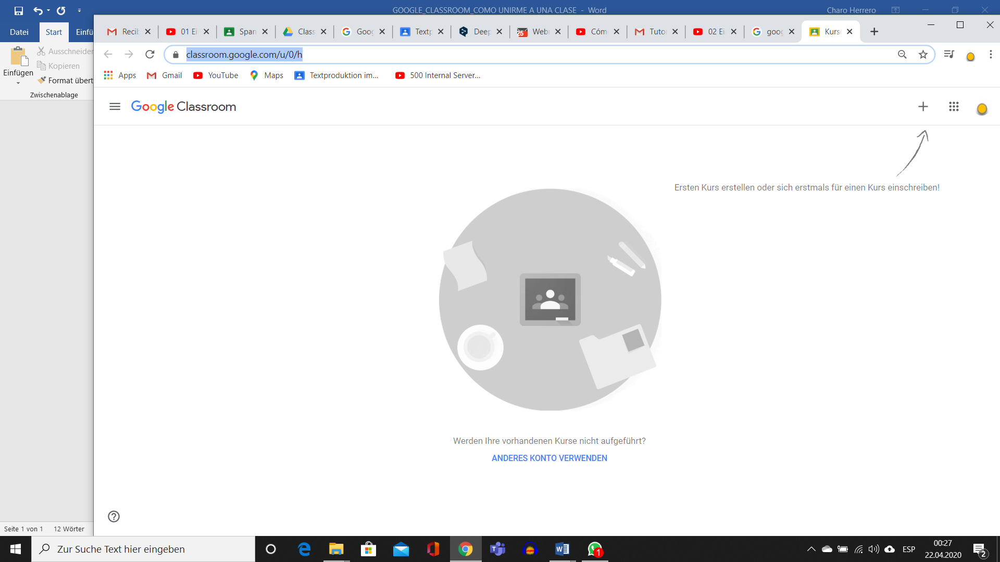 GOOGLE_CLASSROOM_COMO UNIRME A UNA CLASE - Word
Charo Herrero
Datei
Start
Einfü
Ausschneiden
Einfügen
Kopieren
Format übert
Zwischenablage
Recib
01 Ei
Span
Class
Goog
Textp
Deep
25
Web
Cóm
Tuto
02 Ei
goog
Kurse
classroom.google.com/u/0/h
Apps
Gmail
YouTube
Maps
Textproduktion im...
500 Internal Server...
Google Classroom
Ersten Kurs erstellen oder sich erstmals für einen Kurs einschreiben!
Werden Ihre vorhandenen Kurse nicht aufgeführt?
ANDERES KONTO VERWENDEN
Seite 1 von 1
12 Wörter
Zur Suche Text hier eingeben
1
ESP
00:27
22.04.2020
2